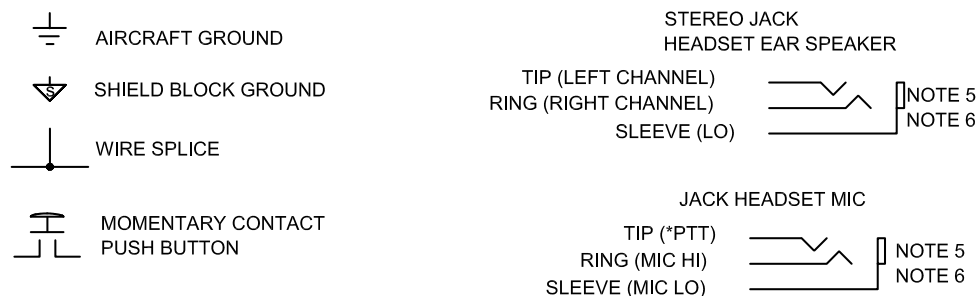 AIRCRAFT GROUND
S
SHIELD BLOCK GROUND
WIRE SPLICE
MOMENTARY CONTACT
PUSH BUTTON
STEREO JACK
HEADSET EAR SPEAKER
TIP (LEFT CHANNEL)
RING (RIGHT CHANNEL)
SLEEVE (LO)
NOTE 5
NOTE 6
JACK HEADSET MIC
TIP (*PTT)
RING (MIC HI)
SLEEVE (MIC LO)
NOTE 5
NOTE 6